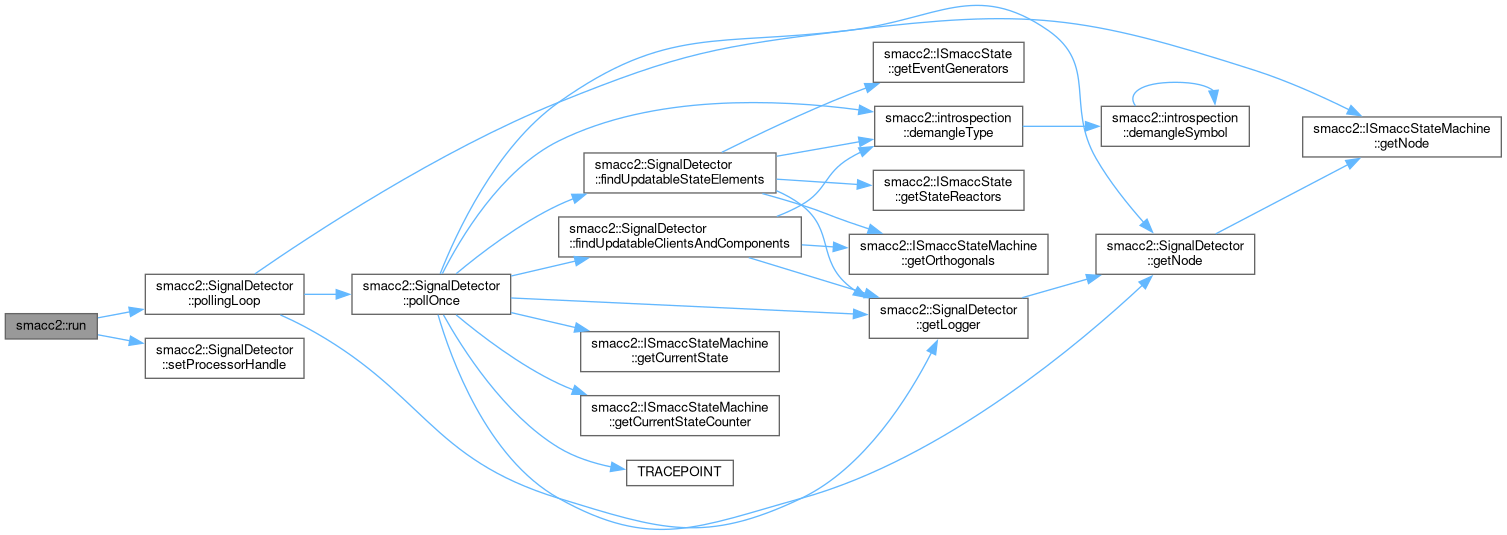 smacc2::run
smacc2::SignalDetector
::pollingLoop
smacc2::SignalDetector
::setProcessorHandle
smacc2::SignalDetector
::pollOnce
smacc2::SignalDetector
::findUpdatableStateElements
smacc2::SignalDetector
::findUpdatableClientsAndComponents
smacc2::ISmaccStateMachine
::getCurrentState
smacc2::ISmaccStateMachine
::getCurrentStateCounter
TRACEPOINT
smacc2::ISmaccState
::getEventGenerators
smacc2::introspection
::demangleType
smacc2::ISmaccState
::getStateReactors
smacc2::ISmaccStateMachine
::getOrthogonals
smacc2::SignalDetector
::getLogger
smacc2::introspection
::demangleSymbol
smacc2::SignalDetector
::getNode
smacc2::ISmaccStateMachine
::getNode